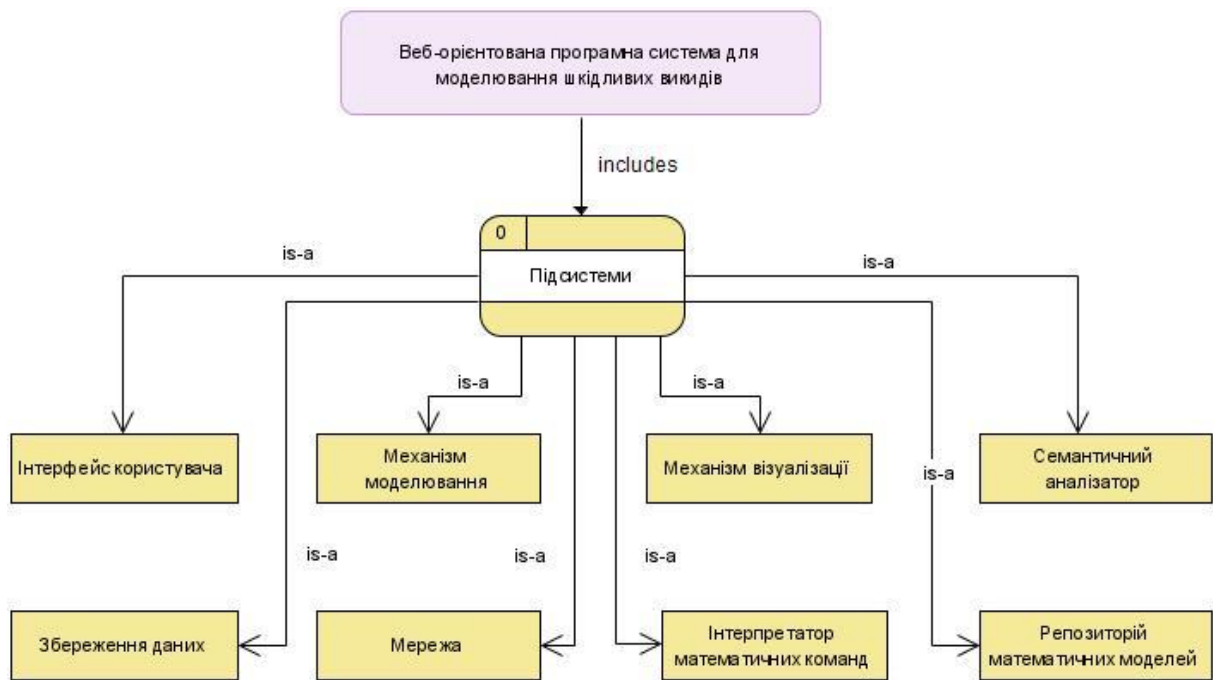 Веб-орієнтована програмна система для
моделювання шкідливих викидів
includes
0
Підсистеми
is-a
is-a
is-a
is-a
Інтерфейс користувача
Механізм
моделювання
Механізм візуалізації
Семантичний
аналізатор
is-a
is-a
is-a
is-a
Збереження даних
Мережа
Інтерпретатор
математичних команд
Репозиторій
математичних моделей